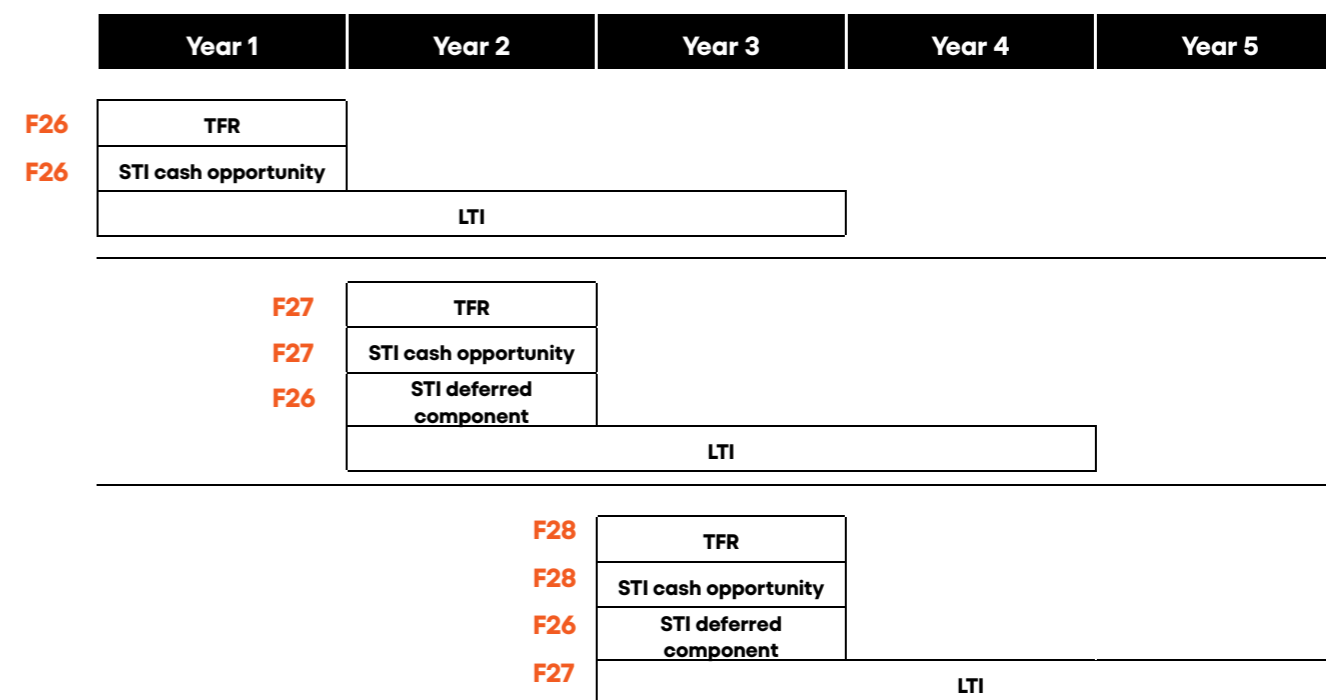 Year 1 Year 2 Year 3 Year 4 Year 5
F26 TFR
F26 STI cash opportunity
LTI
F27 TFR
F27 STI cash opportunity
F26 STI deferred
component
LTI
F28 TFR
F28 STI cash opportunity
F26 STI deferred
component
F27 LTI